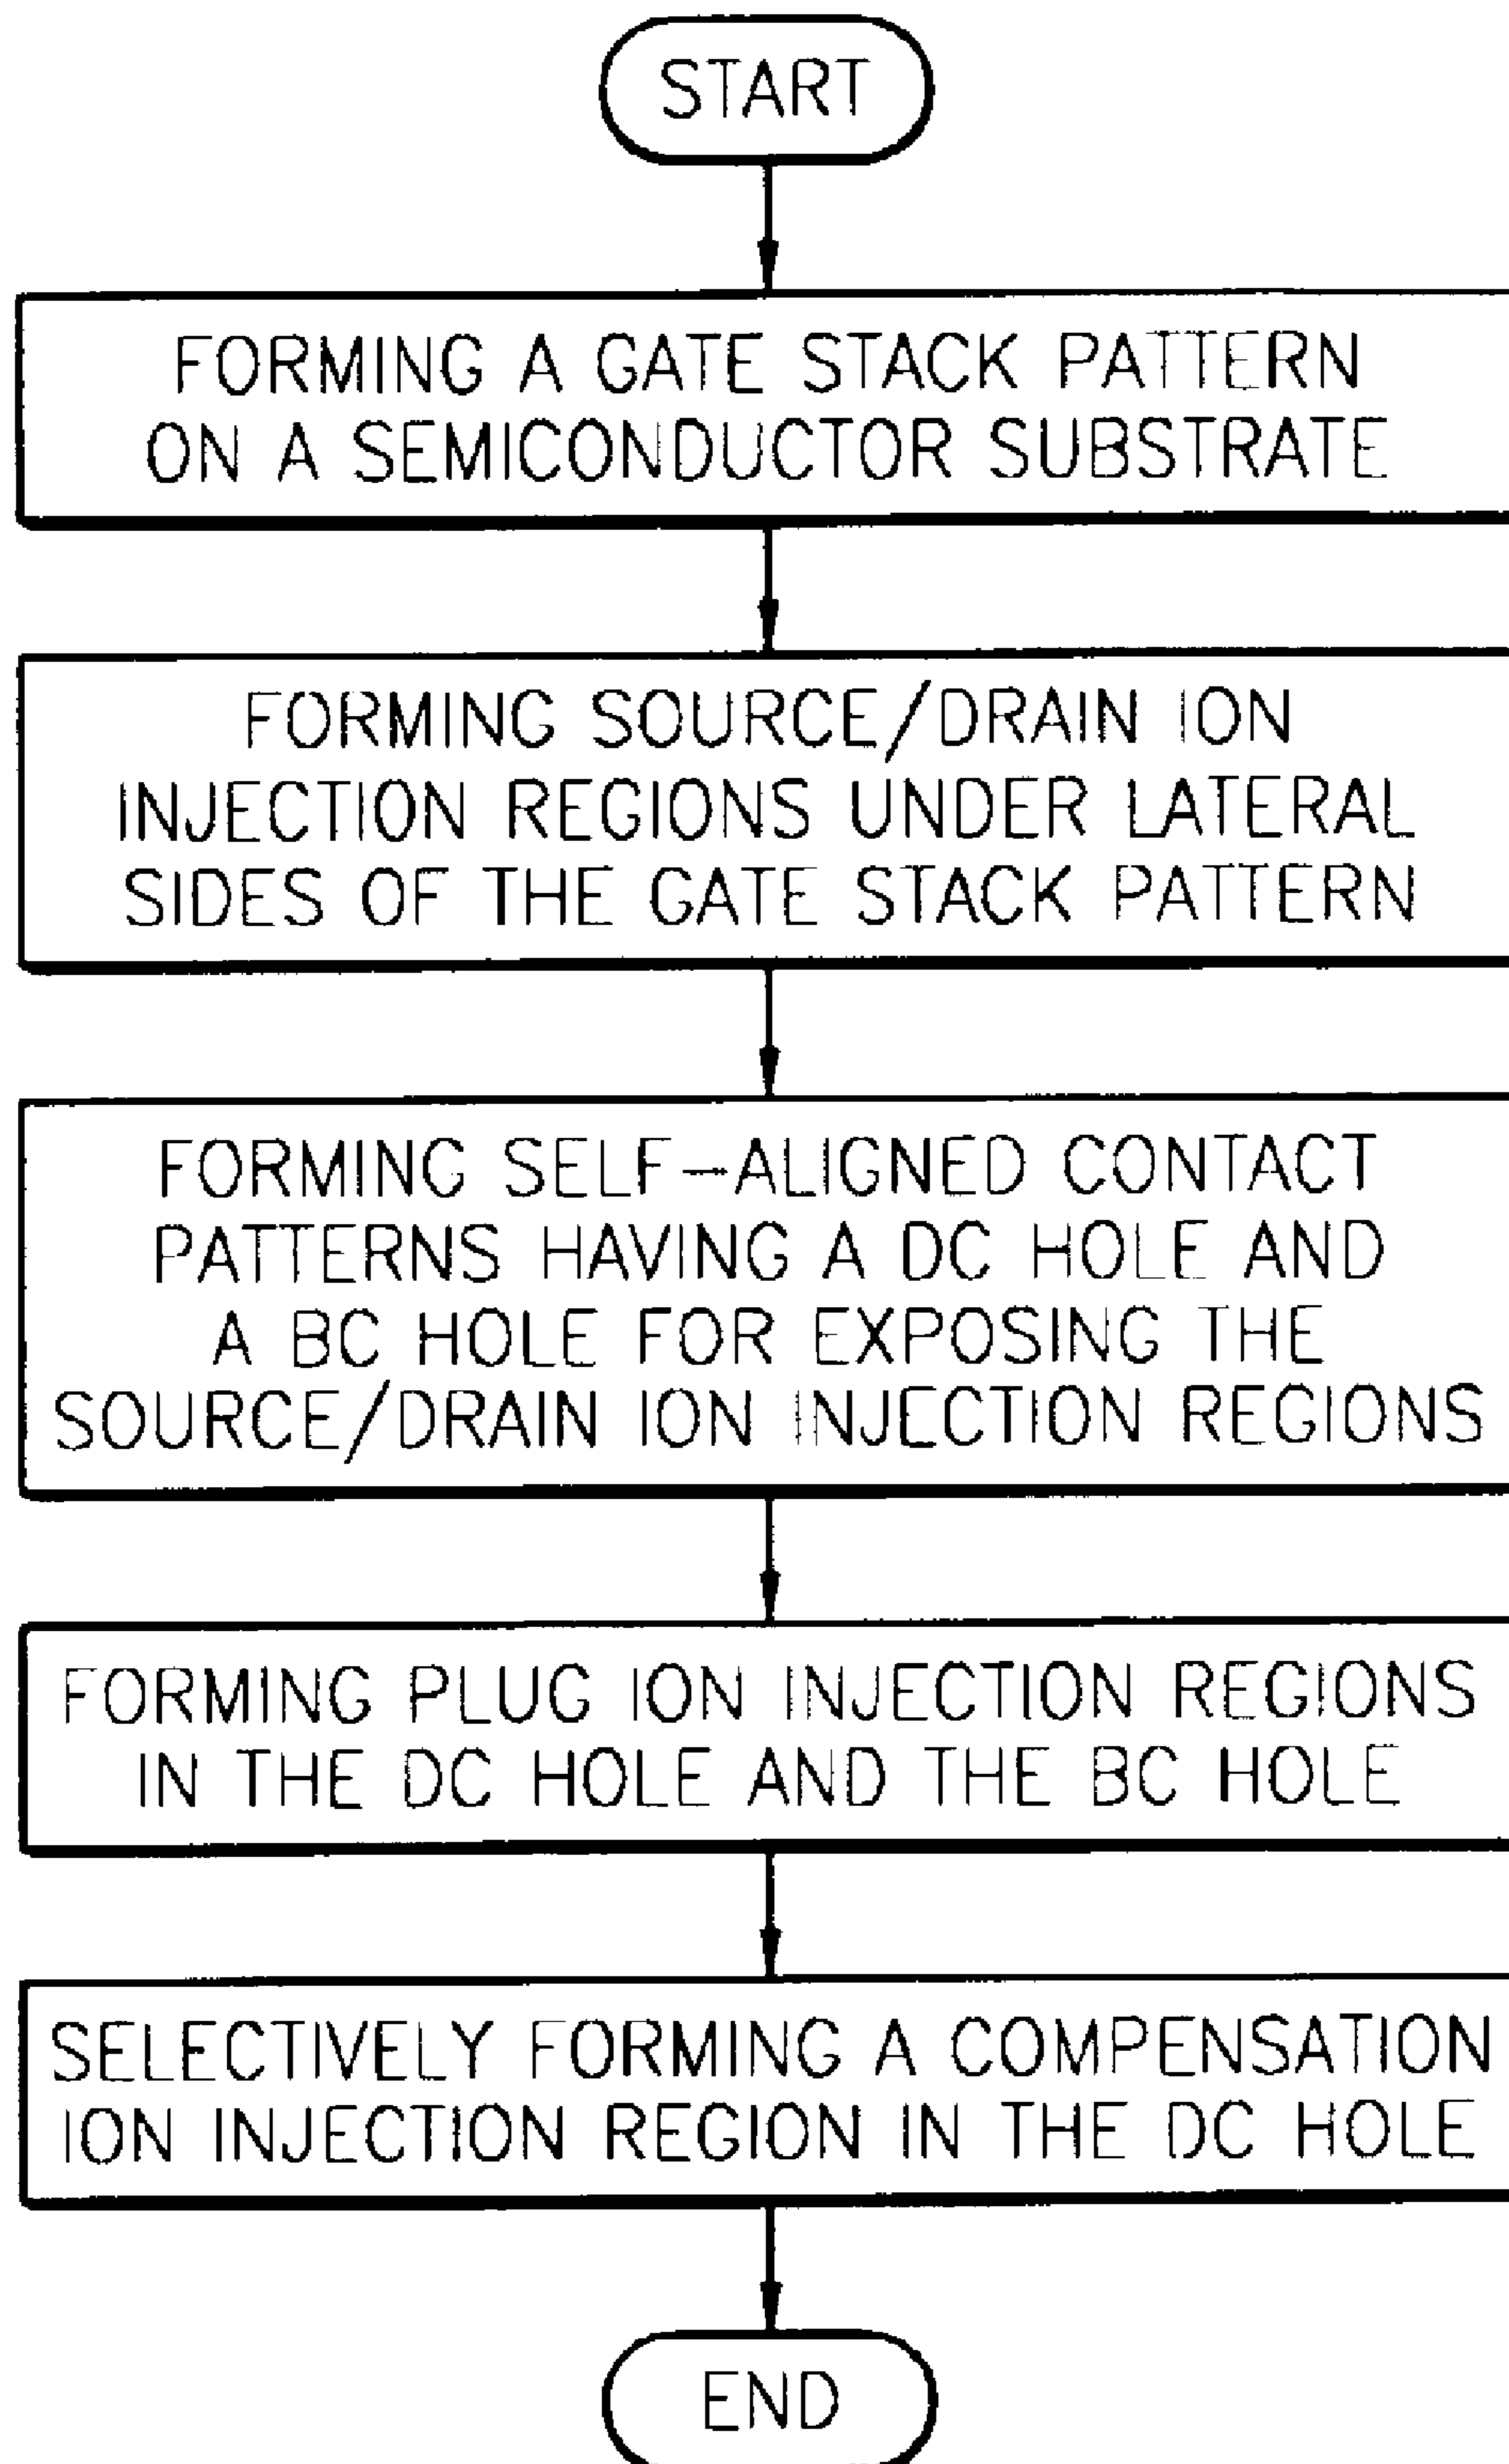 START
FORMING A GATE STACK PATTERN
ON A SEMICONDUCTOR SUBSTRATE
FORMING SOURCE/DRAIN ION
INJECTION REGIONS UNDER LATERAL
SIDES OF THE GATE STACK PATTERN
FORMING SELF-ALIGNED CONTACT
PATTERNS HAVING A DC HOLE AND
A BC HOLE FOR EXPOSING THE
SOURCE/DRAIN ION INJECTION REGIONS
FORMING PLUG ION INJECTION REGIONS
IN THE DC HOLE AND THE BC HOLE
SELECTIVELY FORMING A COMPENSATION
ION INJECTION REGION IN THE DC HOLE
END